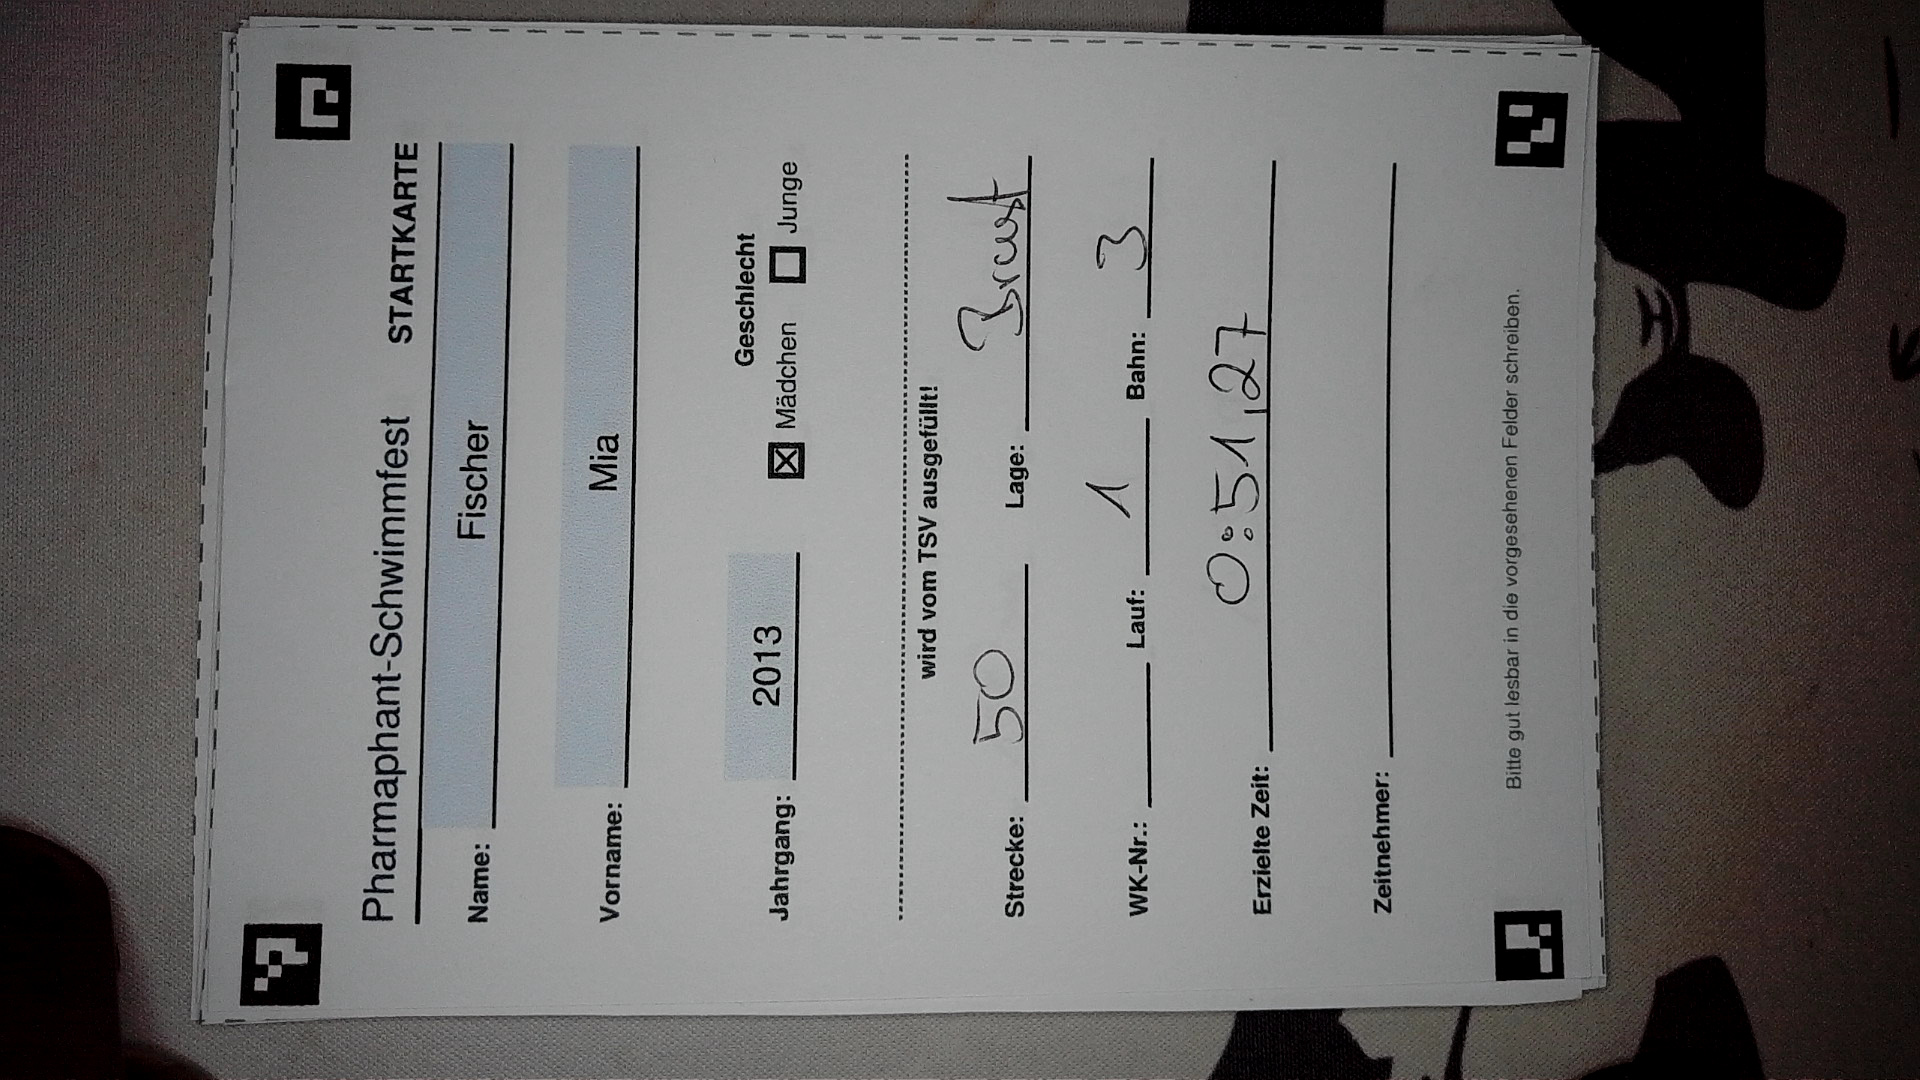 Pharmaphant-Schwimmfest STARTKARTE
Name: Fischer
Vorname: Mia
Geschlecht
Jahrgang: 2013 ☒ Mädchen ☐ Junge
wird vom TSV ausgefüllt!
Strecke: 50 Lage: Brust
WK-Nr.: Lauf: 1 Bahn: 3
Erzielte Zeit: 0:51,27
Zeitnehmer:
Bitte gut lesbar in die vorgesehenen Felder schreiben.